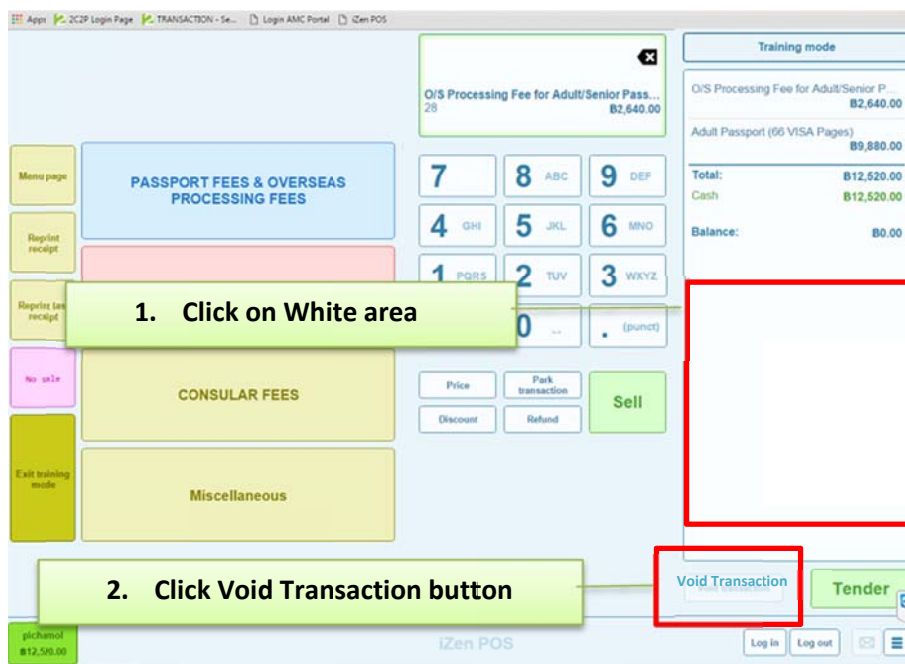 Apps 2C2P Login Page TRANSACTION - Se... Login AMC Portal iZen POS
O/S Processing Fee for Adult/Senior Pass...
28 ฿2,640.00
Training mode
O/S Processing Fee for Adult/Senior P...
฿2,640.00
Adult Passport (66 VISA Pages)
฿9,880.00
Total: ฿12,520.00
Cash ฿12,520.00
Balance: ฿0.00
Menu page
Reprint
receipt
Reprint tax
receipt
No sale
Exit training
mode
PASSPORT FEES & OVERSEAS
PROCESSING FEES
CONSULAR FEES
Miscellaneous
7 8 ABC 9 DEF
4 GHI 5 JKL 6 MNO
1 PQRS 2 TUV 3 WXYZ
0 . (punct)
Price Park
transaction
Sell
Discount Refund
1. Click on White area
2. Click Void Transaction button
Void Transaction
Tender
pichamol
฿12,520.00
iZen POS
Log in Log out